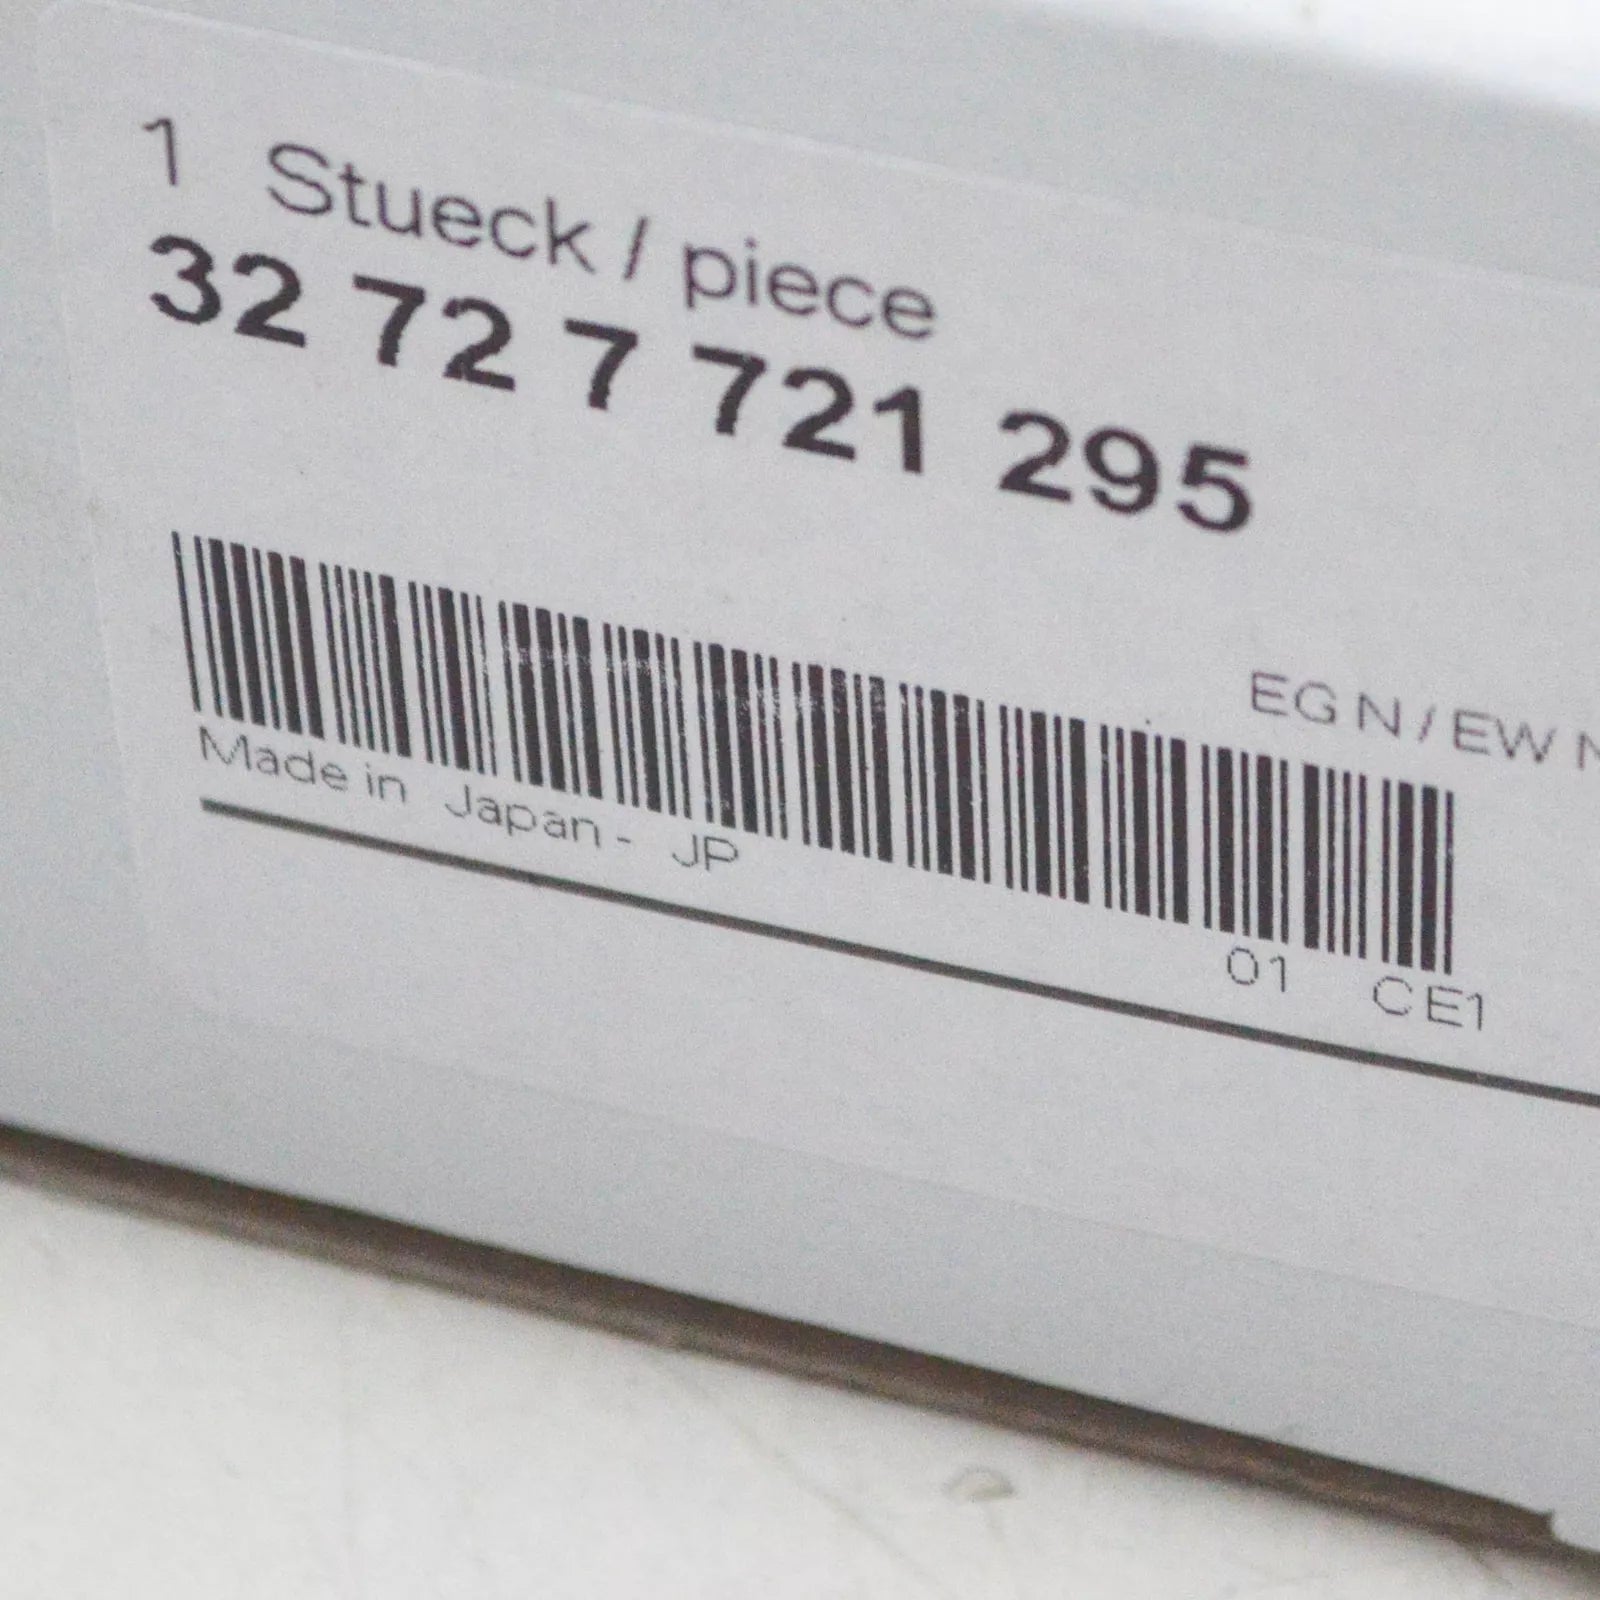 1 Stueck / piece
32 72 7 721 295
EG N / EW
Made in Japan - JP
01 CE1